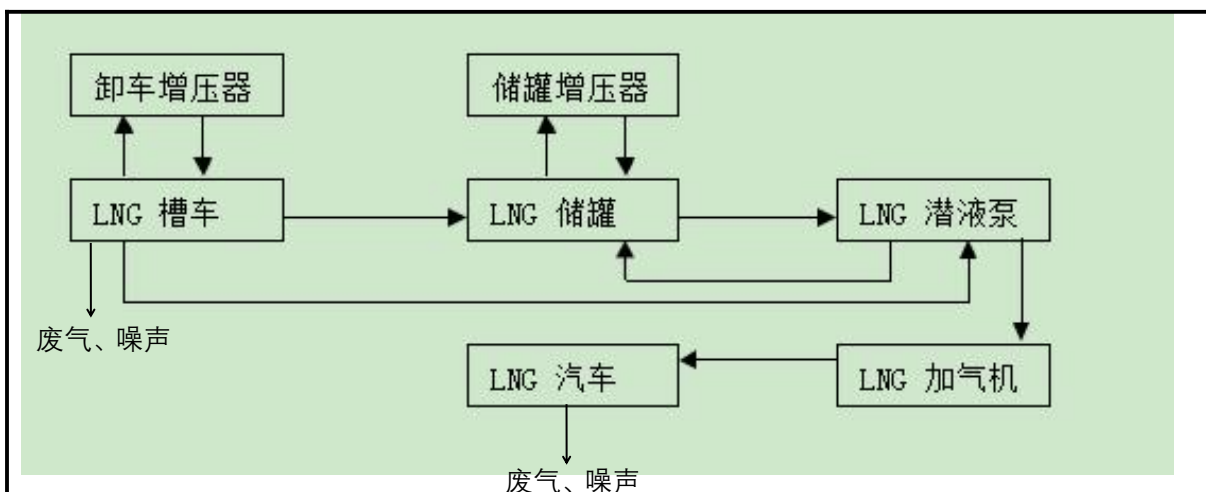 卸车增压器
储罐增压器
LNG 槽车
LNG 储罐
LNG 潜液泵
废气、噪声
LNG 汽车
LNG 加气机
废气、噪声